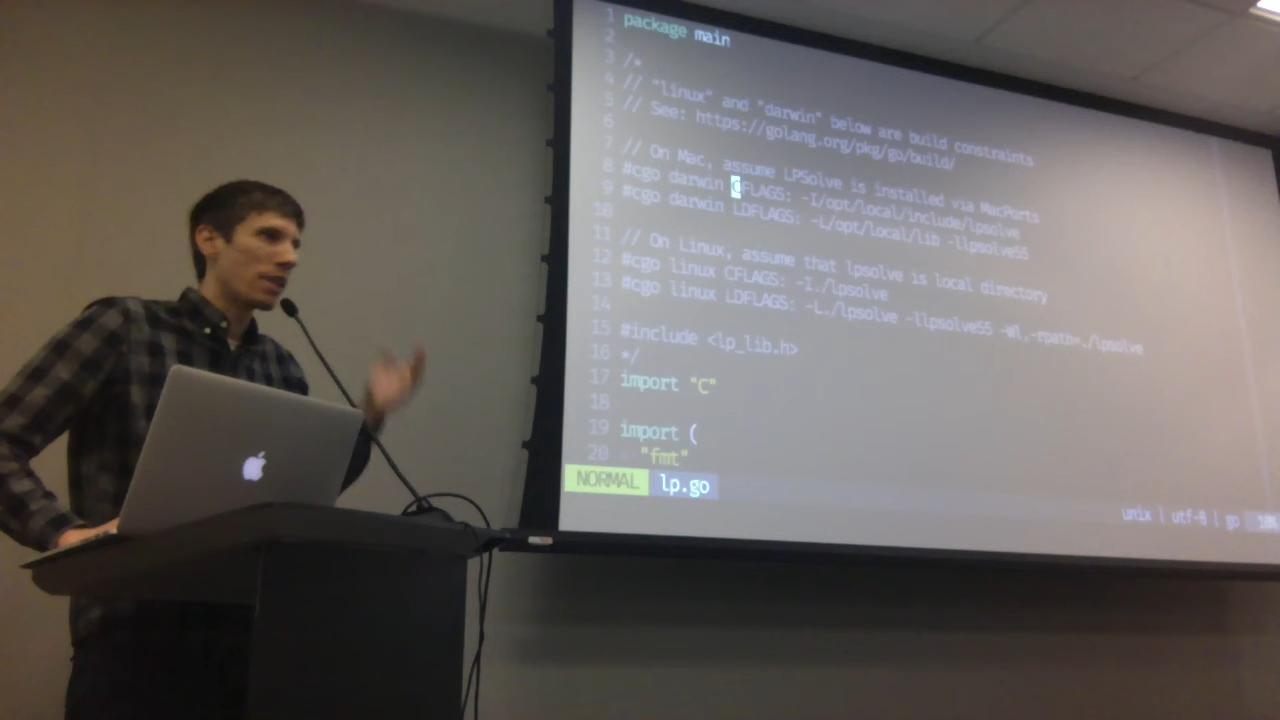 1 package main
2
3 /*
4 // "linux" and "darwin" below are build constraints
5 // See: https://golang.org/pkg/go/build/
6
7 // On Mac, assume LPSolve is installed via MacPorts
8 #cgo darwin CFLAGS: -I/opt/local/include/lpsolve
9 #cgo darwin LDFLAGS: -L/opt/local/lib -llpsolve55
10
11 // On Linux, assume that lpsolve is local directory
12 #cgo linux CFLAGS: -I./lpsolve
13 #cgo linux LDFLAGS: -L./lpsolve -llpsolve55 -Wl,-rpath=./lpsolve
14
15 #include <lp_lib.h>
16 */
17 import "C"
18
19 import (
20 "fmt"
NORMAL lp.go unix | utf-8 | go